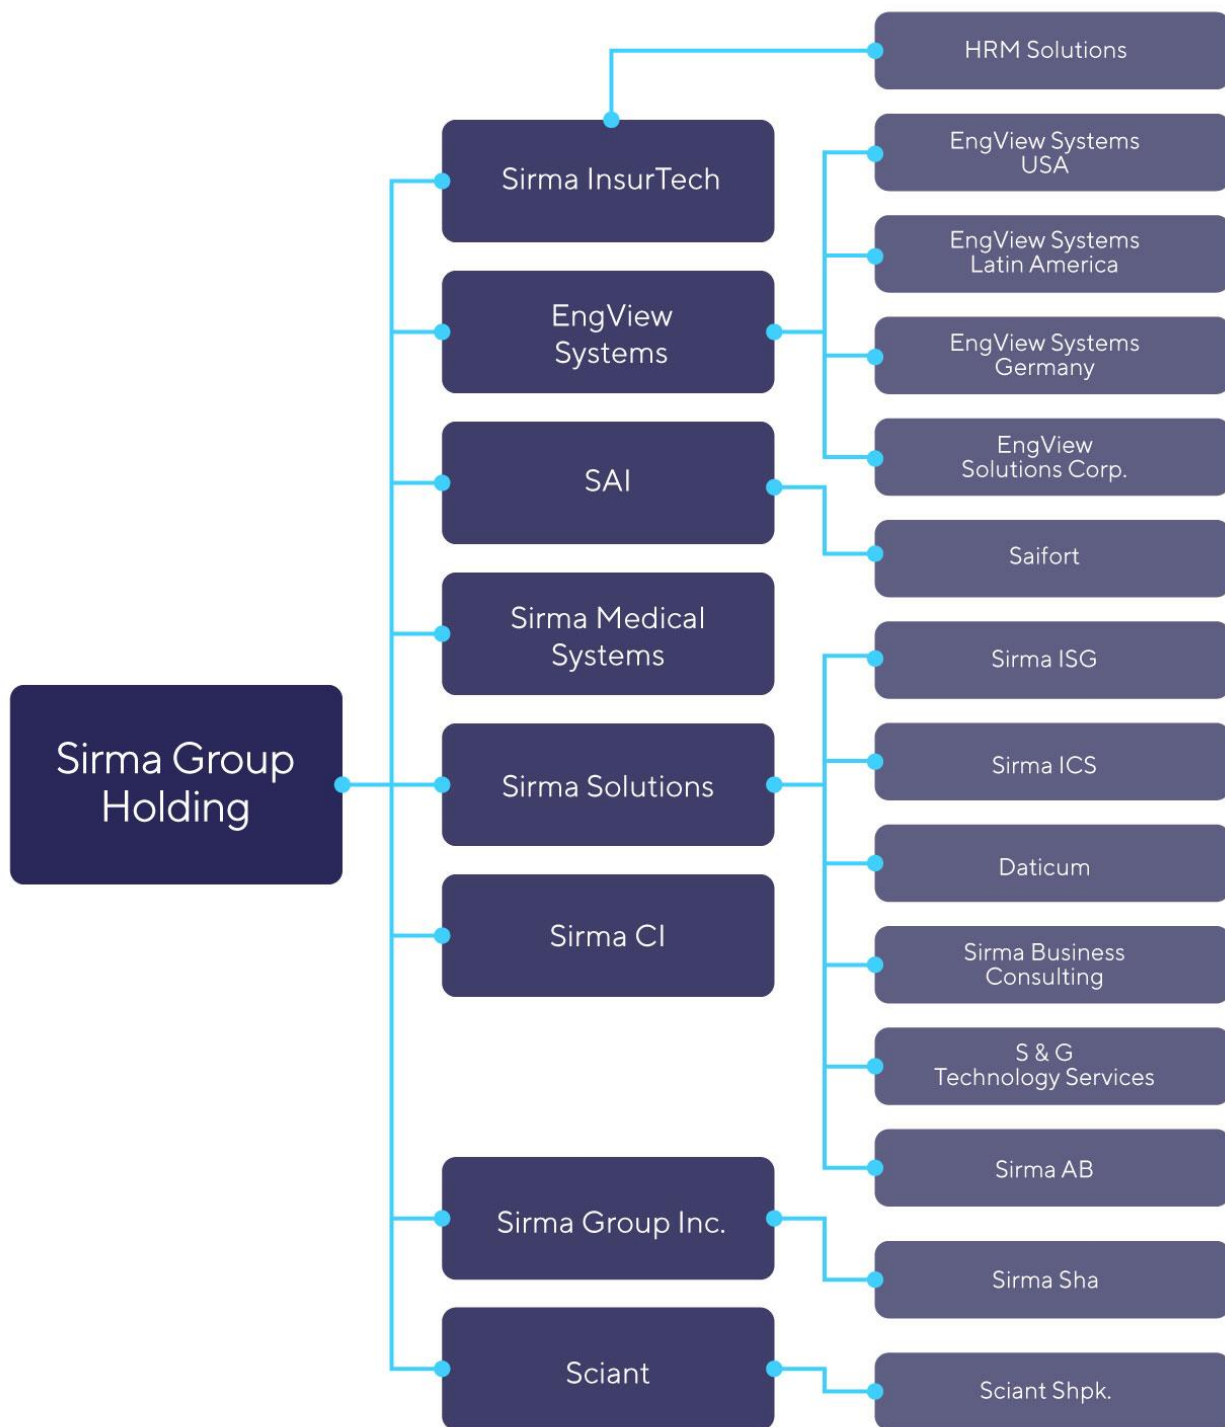 HRM Solutions
Sirma InsurTech
EngView Systems
USA
EngView Systems
Latin America
EngView
Systems
EngView Systems
Germany
EngView
Solutions Corp.
SAI
Saifort
Sirma Medical
Systems
Sirma ISG
Sirma Group
Holding
Sirma Solutions
Sirma ICS
Daticum
Sirma CI
Sirma Business
Consulting
S & G
Technology Services
Sirma AB
Sirma Group Inc.
Sirma Sha
Sciant
Sciant Shpk.